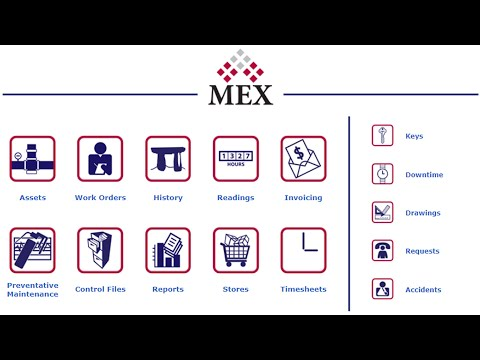 MEX
1327
HOURS
$
Assets
Work Orders
History
Readings
Invoicing
Preventative
Maintenance
Control Files
Reports
Stores
Timesheets
Keys
Downtime
Drawings
Requests
Accidents